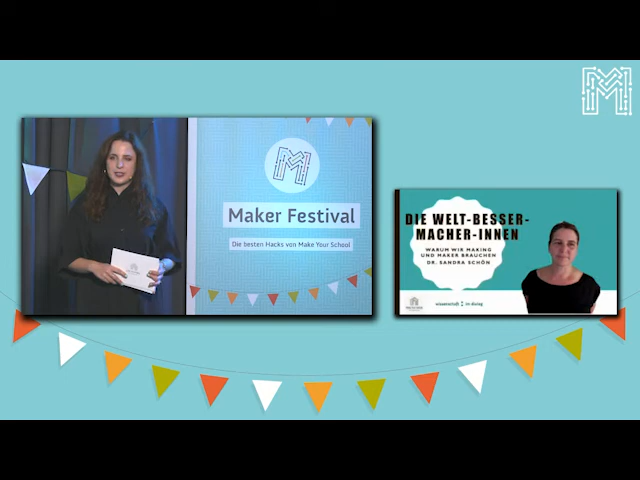 Maker Festival
Die besten Hacks von Make Your School
DIE WELT-BESSER-
MACHER-INNEN
WARUM WIR MAKING
UND MAKER BRAUCHEN
DR. SANDRA SCHÖN
wissenschaft im dialog